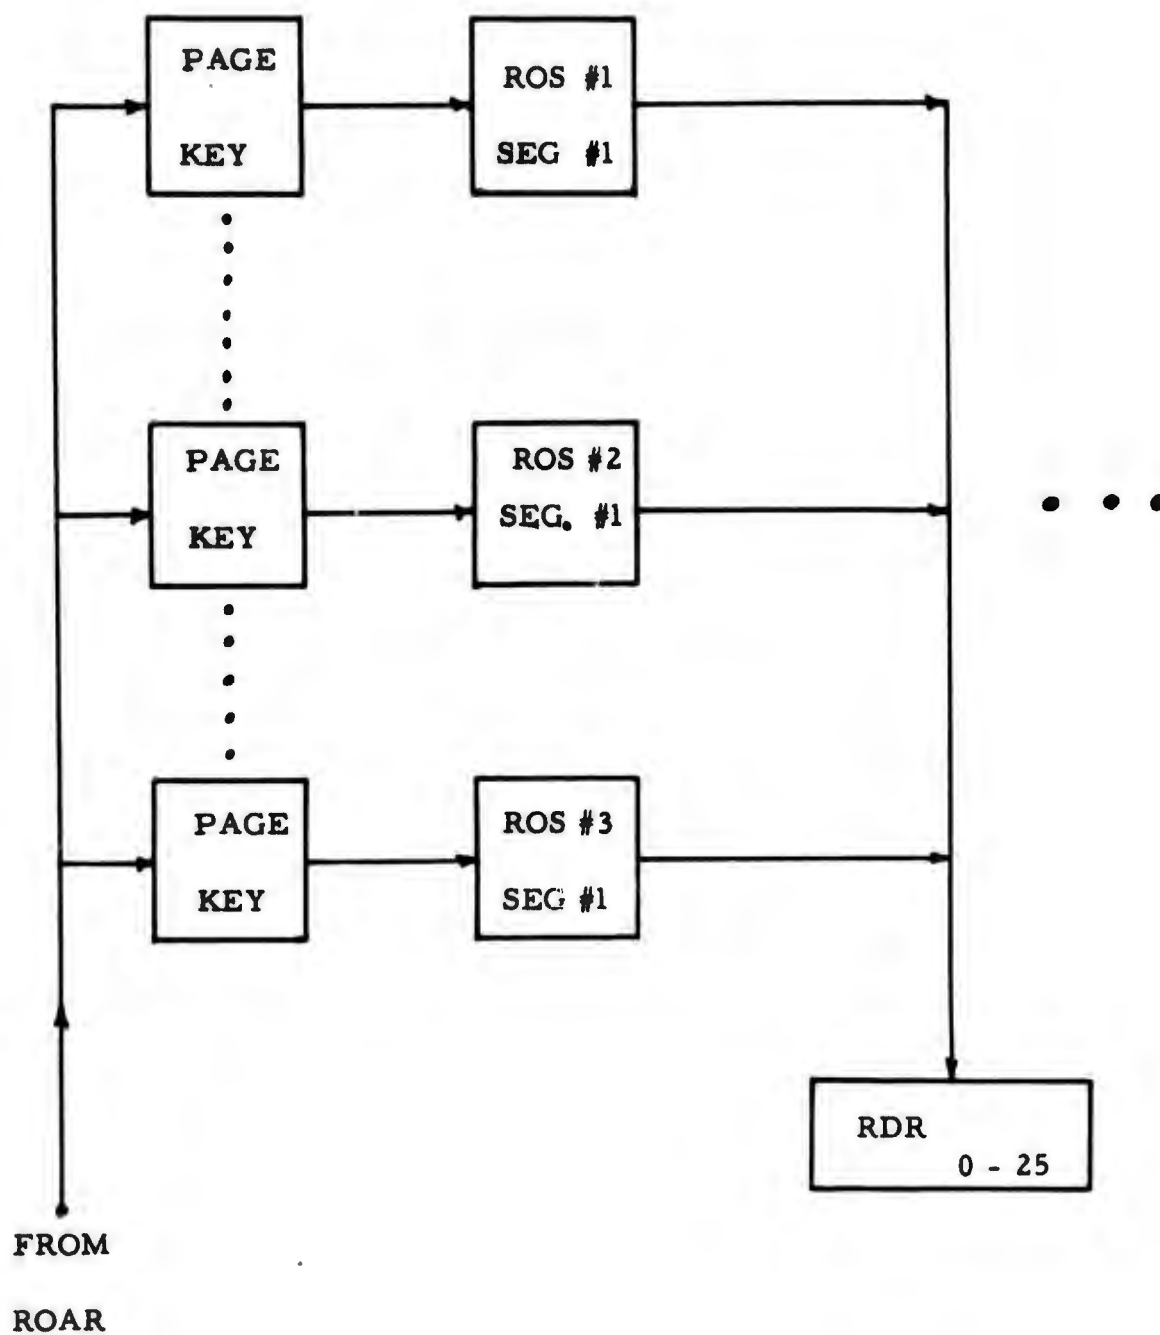 PAGE
KEY
ROS #1
SEG #1
PAGE
KEY
ROS #2
SEG. #1
PAGE
KEY
ROS #3
SEG #1
RDR
0 - 25
FROM
ROAR